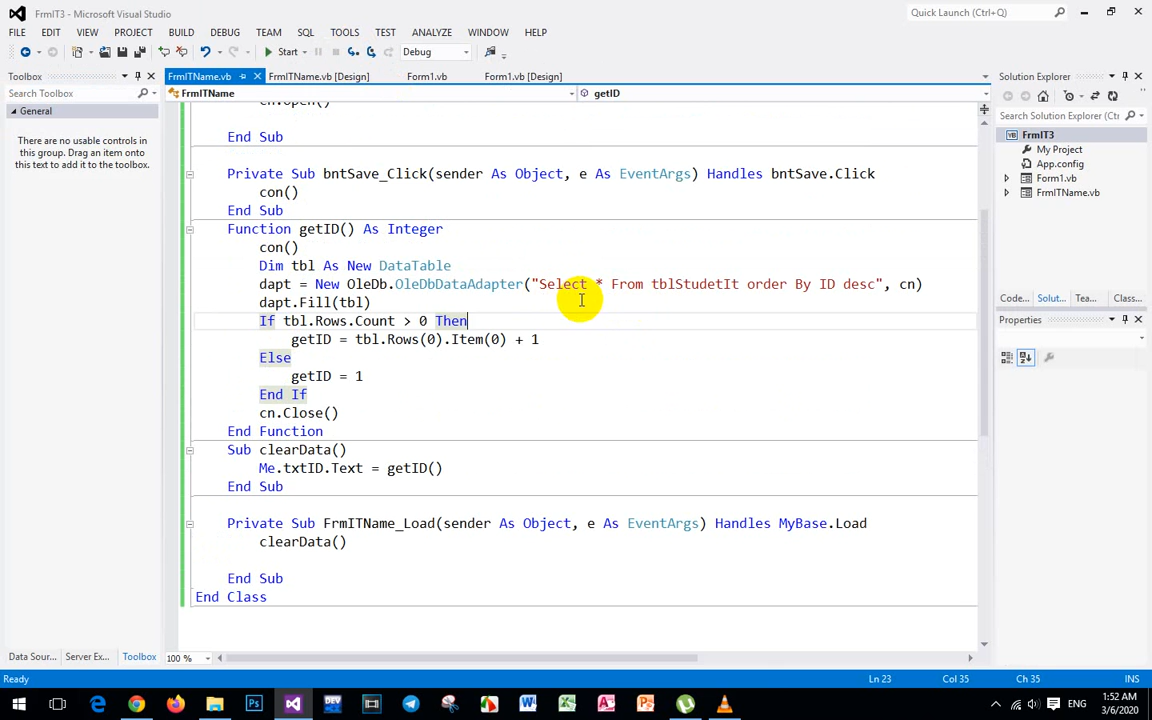 FrmIT3 - Microsoft Visual Studio
Quick Launch (Ctrl+Q)
FILE EDIT VIEW PROJECT BUILD DEBUG TEAM SQL TOOLS TEST ANALYZE WINDOW HELP
Start Debug
Toolbox
Search Toolbox
General
There are no usable controls in
this group. Drag an item onto
this text to add it to the toolbox.
Data Sour... Server Ex... Toolbox
FrmITName.vb FrmITName.vb [Design] Form1.vb Form1.vb [Design]
FrmITName getID
cn.Open()
End Sub
Private Sub bntSave_Click(sender As Object, e As EventArgs) Handles bntSave.Click
con()
End Sub
Function getID() As Integer
con()
Dim tbl As New DataTable
dapt = New OleDb.OleDbDataAdapter("Select * From tblStudetIt order By ID desc", cn)
dapt.Fill(tbl)
If tbl.Rows.Count > 0 Then
getID = tbl.Rows(0).Item(0) + 1
Else
getID = 1
End If
cn.Close()
End Function
Sub clearData()
Me.txtID.Text = getID()
End Sub
Private Sub FrmITName_Load(sender As Object, e As EventArgs) Handles MyBase.Load
clearData()
End Sub
End Class
100 %
Solution Explorer
Search Solution Explorer (Ctrl
FrmIT3
My Project
App.config
Form1.vb
FrmITName.vb
Code... Solut... Tea... Class...
Properties
Ready Ln 23 Col 35 Ch 35 INS
ENG
1:52 AM
3/6/2020